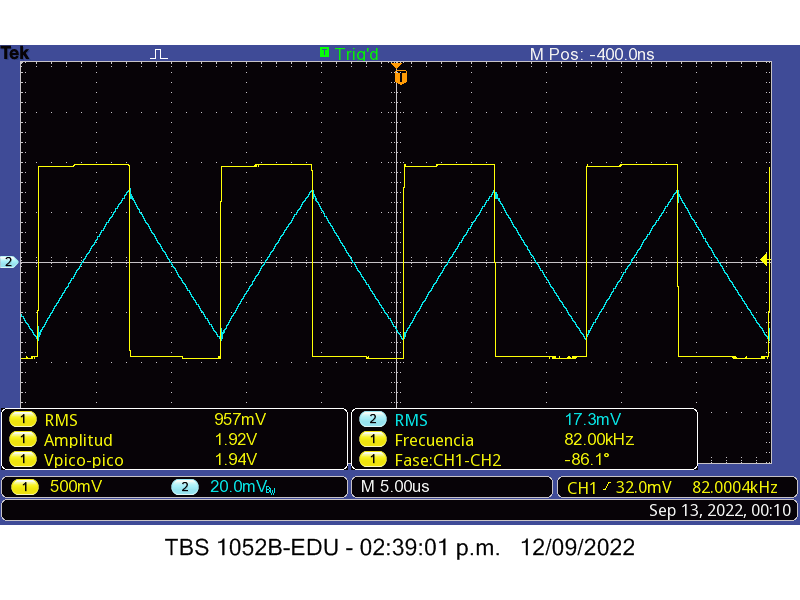 Tek T Trig'd M Pos: -400.0ns
T
2
1 RMS 957mV 2 RMS 17.3mV
1 Amplitud 1.92V 1 Frecuencia 82.00kHz
1 Vpico-pico 1.94V 1 Fase:CH1-CH2 -86.1°
1 500mV 2 20.0mVBW M 5.00us CH1 32.0mV 82.0004kHz
Sep 13, 2022, 00:10
TBS 1052B-EDU - 02:39:01 p.m. 12/09/2022